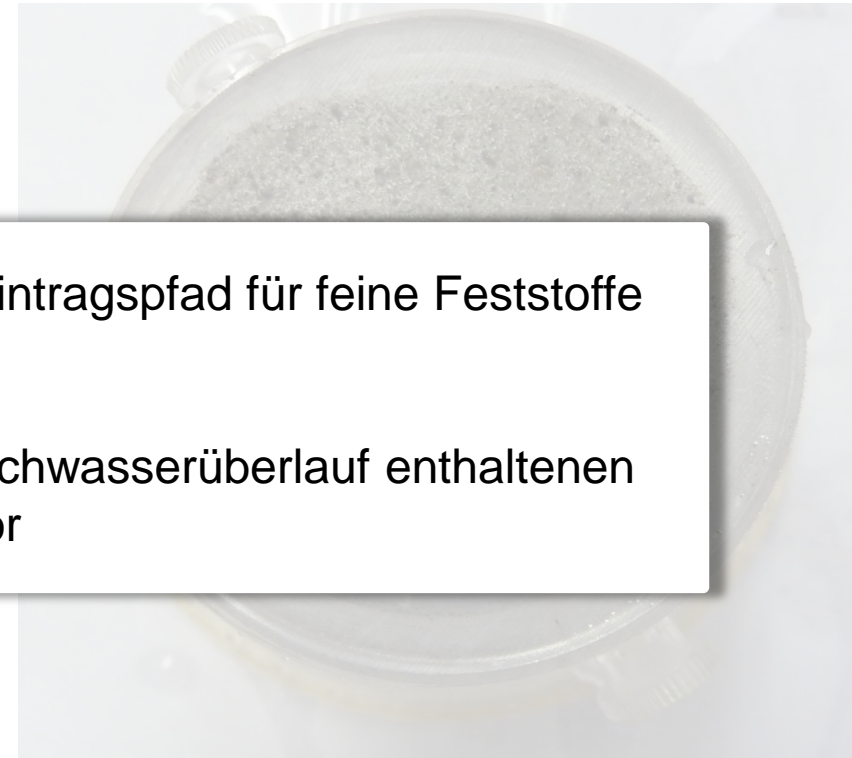 intragspfad für feine Feststoffe
chwasserüberlauf enthaltenen
or